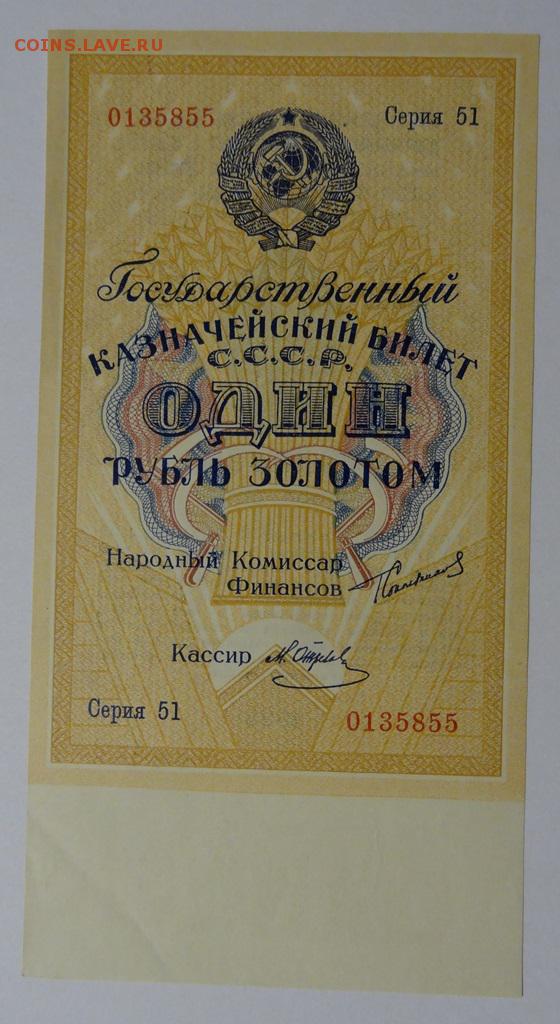 COINS.LAVE.RU
0135855 Серия 51
Государственный
КАЗНАЧЕЙСКИЙ БИЛЕТ
С.С.С.Р.
ОДИН
РУБЛЬ ЗОЛОТОМ
Народный Комиссар
Финансов
Кассир
Серия 51
0135855